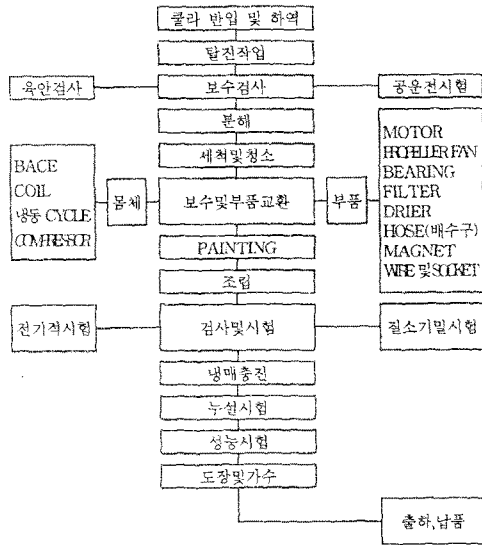 쿨라 반입 및 하역
탈진작업
육안검사
보수검사
공운전시험
분해
세척및청소
BACE
COIL
냉동 CYCLE
COMPRESSOR
몸체
보수및부품교환
부품
MOTOR
PROPELLER FAN
BEARING
FILTER
DRIER
HOSE(배수구)
MAGNET
WISE 및 SOCKET
PAINTING
조립
전기적시험
검사및시험
질소기밀시험
냉매충진
누설시험
성능시험
도장및가수
출하,납품